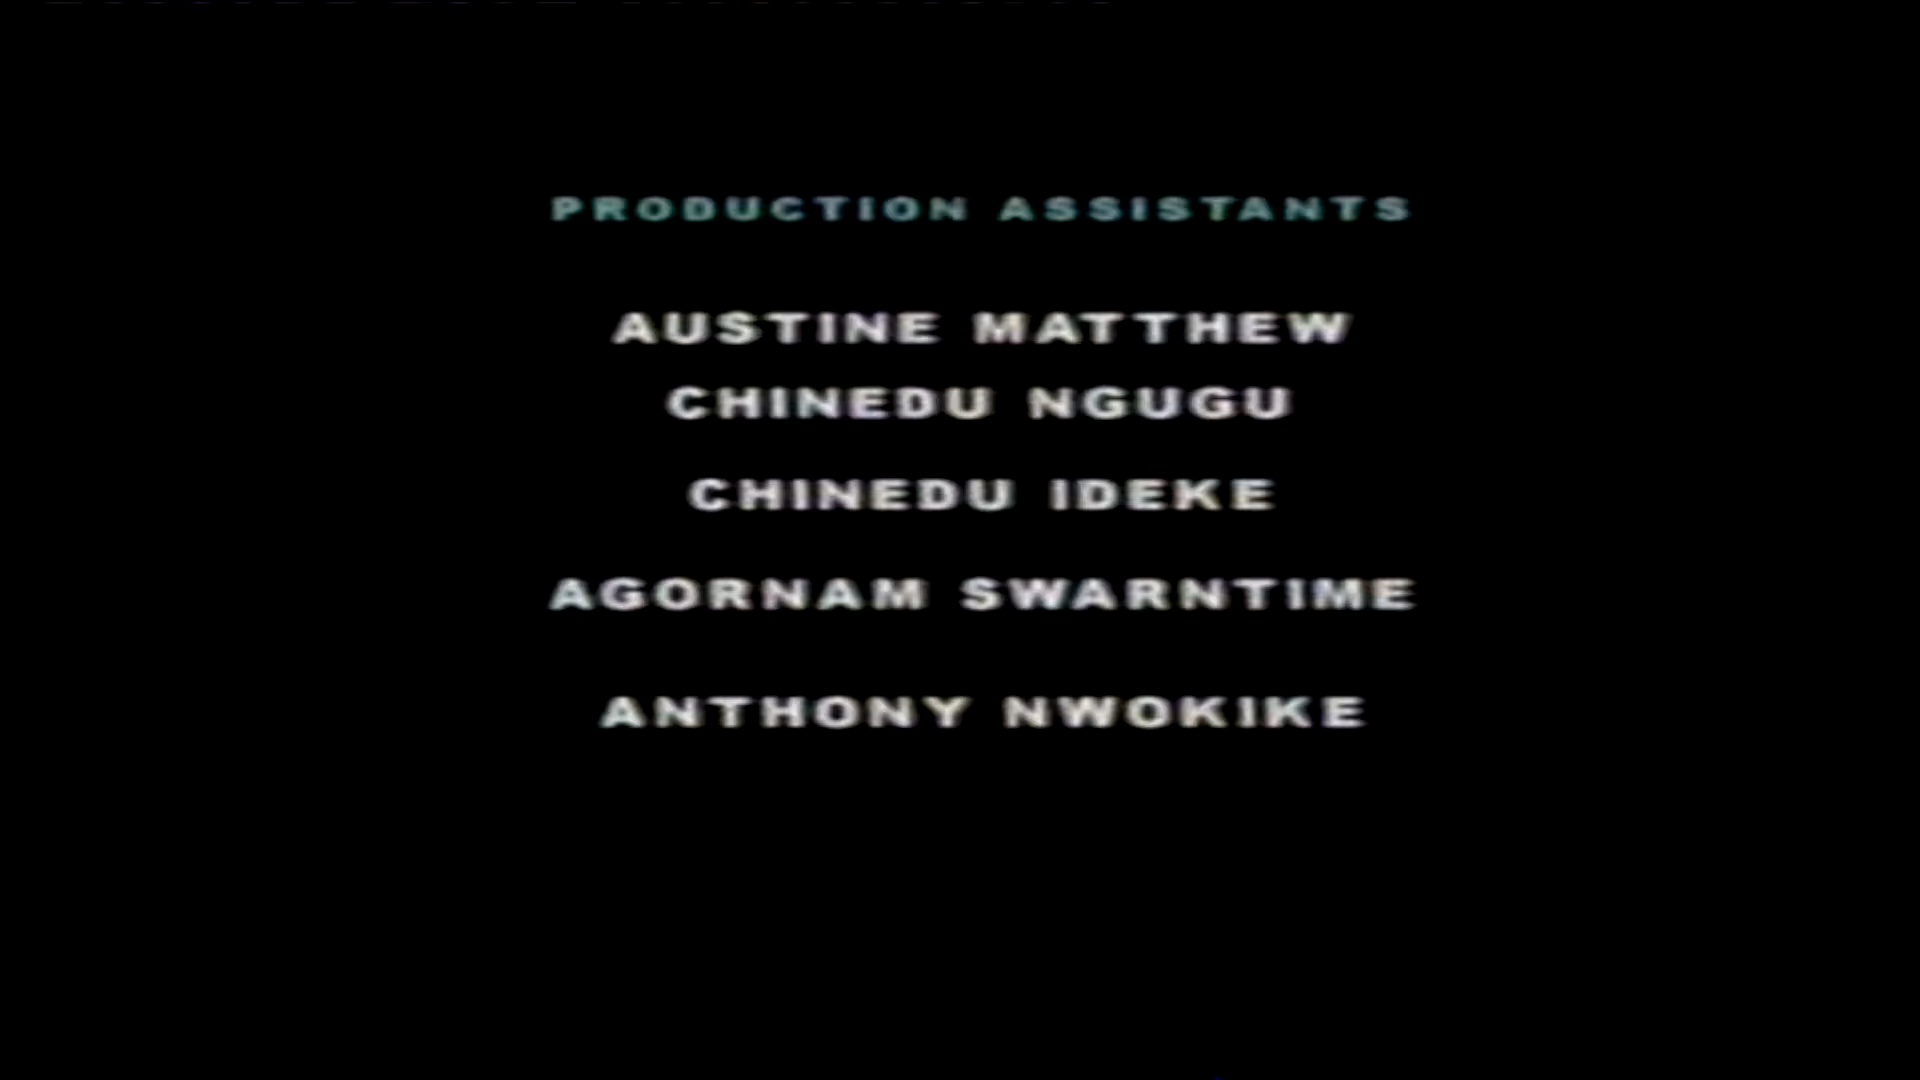 PRODUCTION ASSISTANTS
AUSTINE MATTHEW
CHINEDU NGUGU
CHINEDU IDEKE
AGORNAM SWARNTIME
ANTHONY NWOKIKE